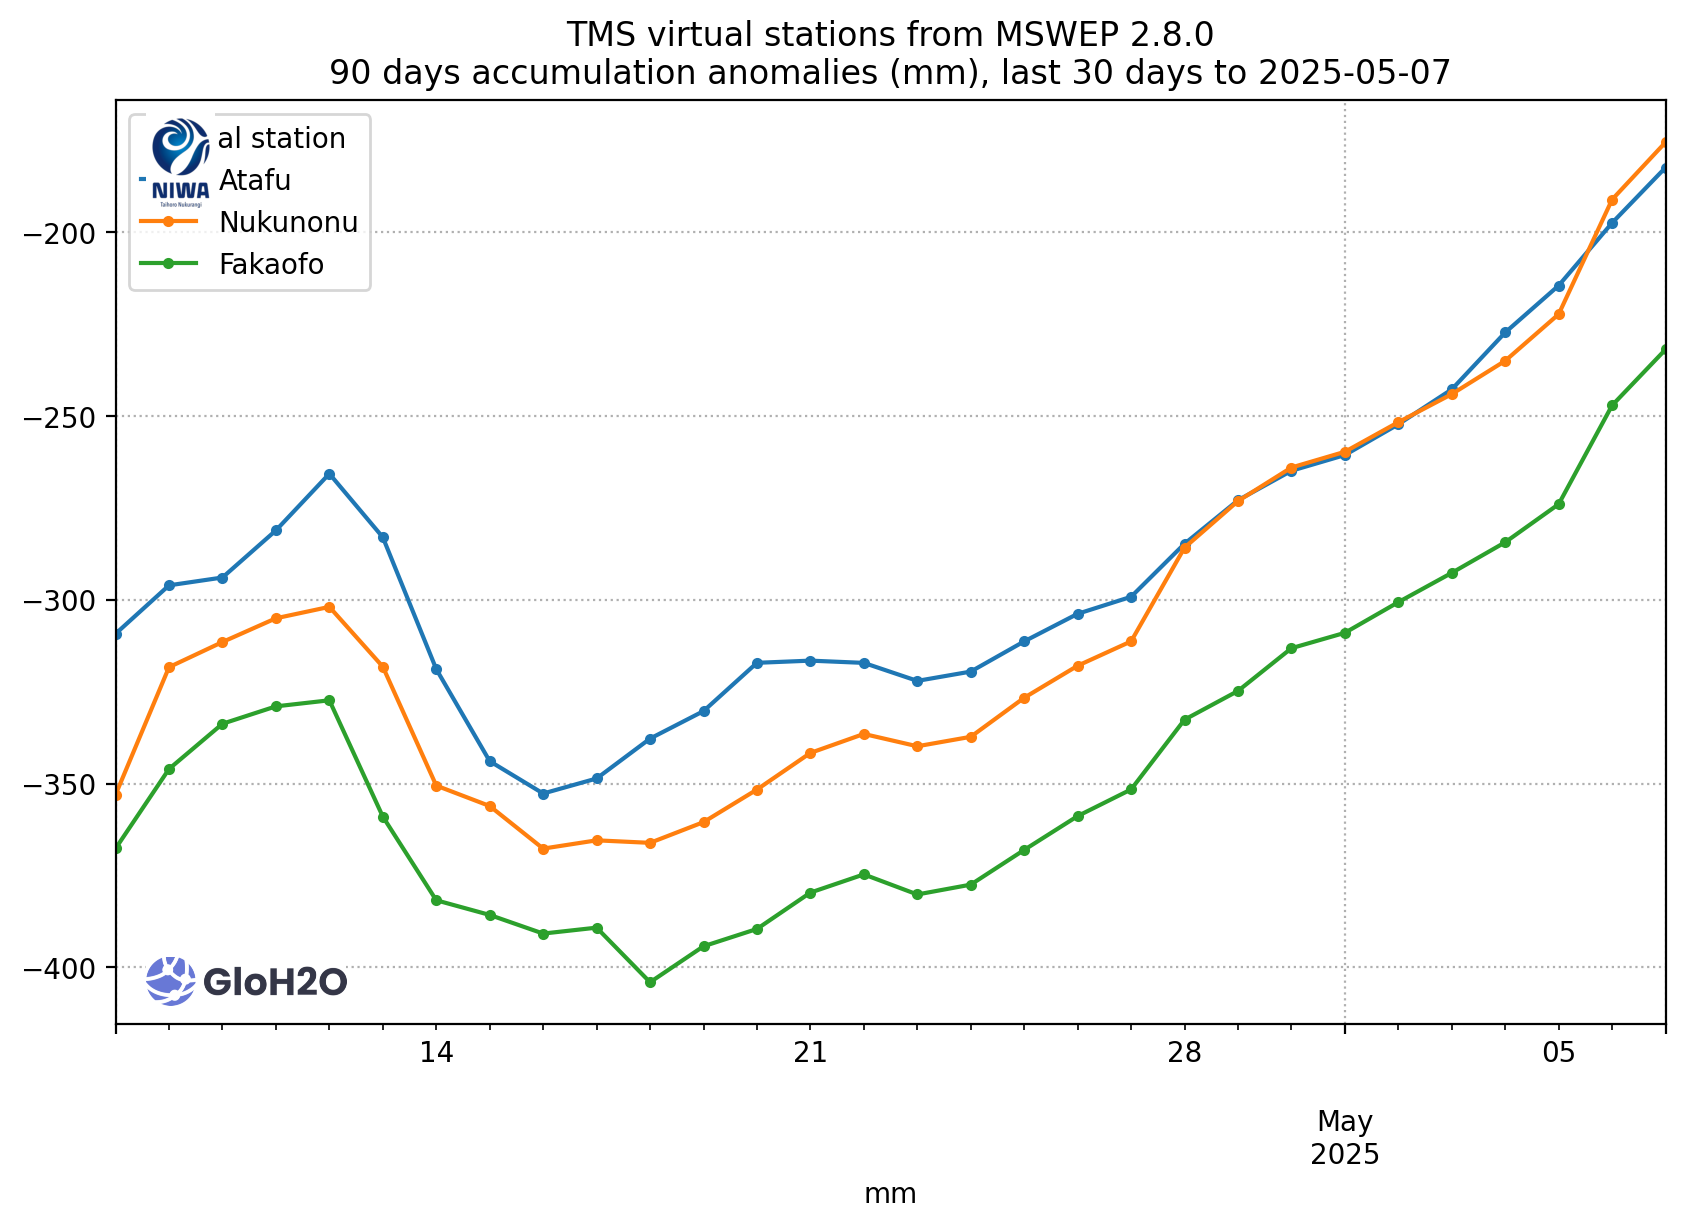 TMS virtual stations from MSWEP 2.8.0
90 days accumulation anomalies (mm), last 30 days to 2025-05-07
al station
Atafu
Nukunonu
Fakaofo
NIWA
Taihoro Nukurangi
−200
−250
−300
−350
−400
GloH2O
14
21
28
05
May
2025
mm